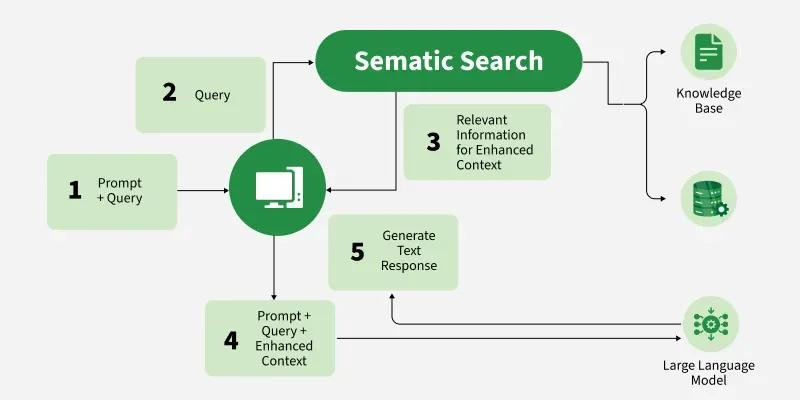 Sematic Search
2
Query
Knowledge
Base
3
Relevant
Information
for Enhanced
Context
1
Prompt
+ Query
5
Generate
Text
Response
4
Prompt +
Query +
Enhanced
Context
Large Language
Model